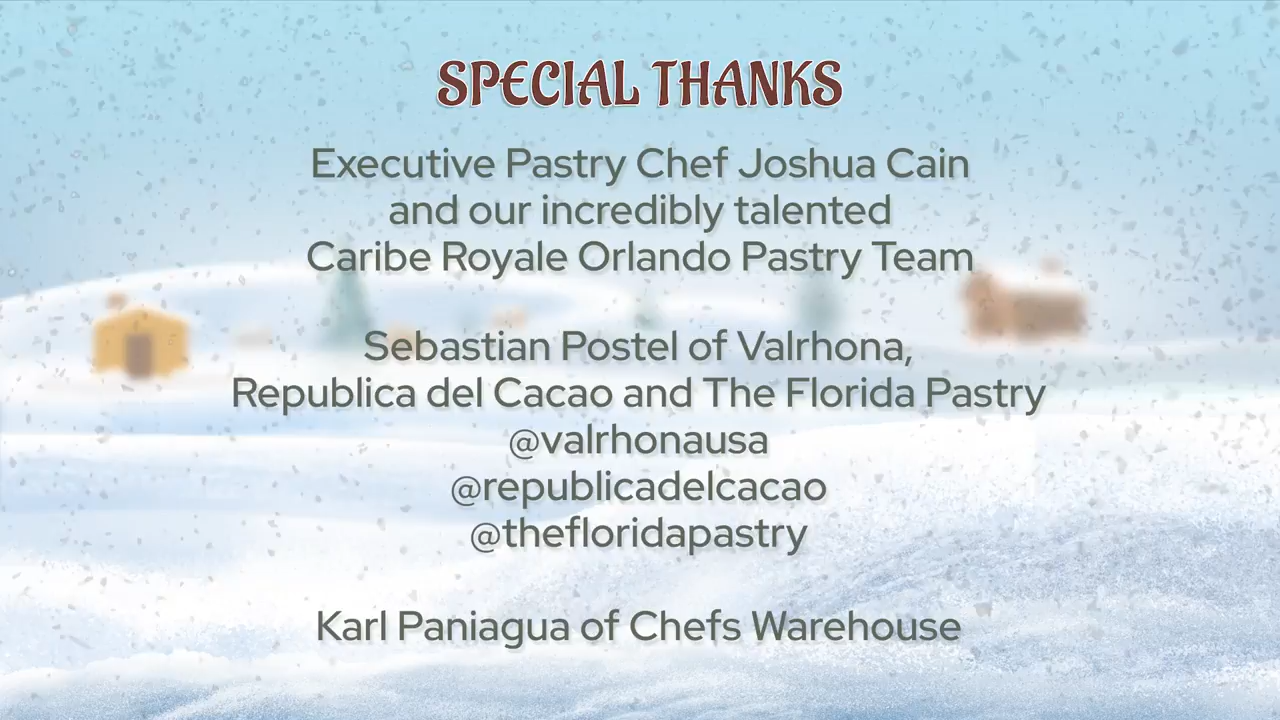 SPECIAL THANKS
Executive Pastry Chef Joshua Cain
and our incredibly talented
Caribe Royale Orlando Pastry Team
Sebastian Postel of Valrhona,
Republica del Cacao and The Florida Pastry
@valrhonausa
@republicadelcacao
@thefloridapastry
Karl Paniagua of Chefs Warehouse